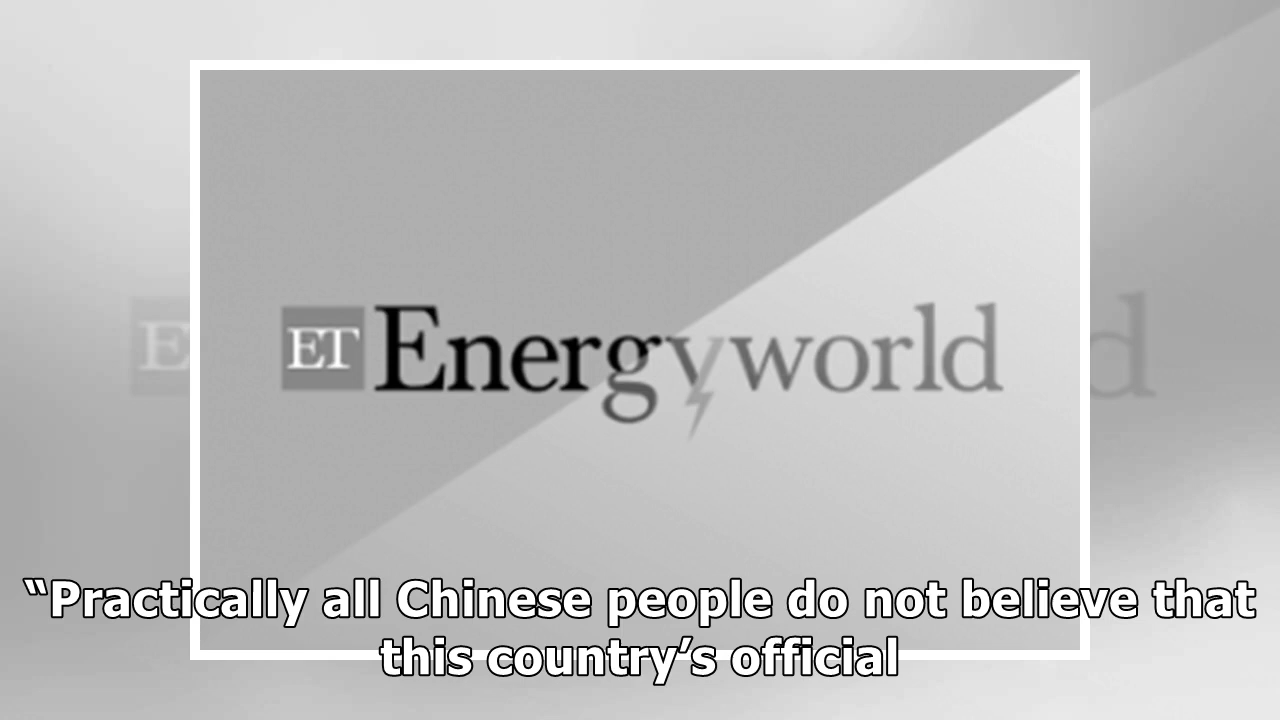 ET Energyworld
“Practically all Chinese people do not believe that
this country’s official